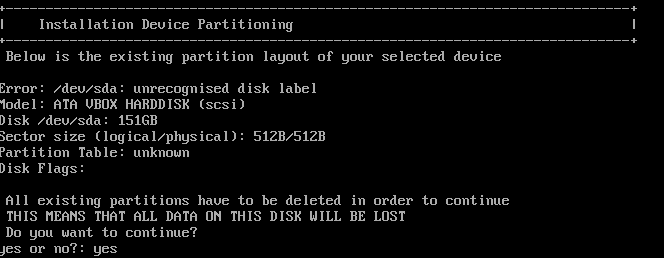 +------------------------------------------------------------------------------+
|    Installation Device Partitioning                                          |
+------------------------------------------------------------------------------+
Below is the existing partition layout of your selected device
Error: /dev/sda: unrecognised disk label
Model: ATA VBOX HARDDISK (scsi)
Disk /dev/sda: 151GB
Sector size (logical/physical): 512B/512B
Partition Table: unknown
Disk Flags:
All existing partitions have to be deleted in order to continue
THIS MEANS THAT ALL DATA ON THIS DISK WILL BE LOST
Do you want to continue?
yes or no?: yes